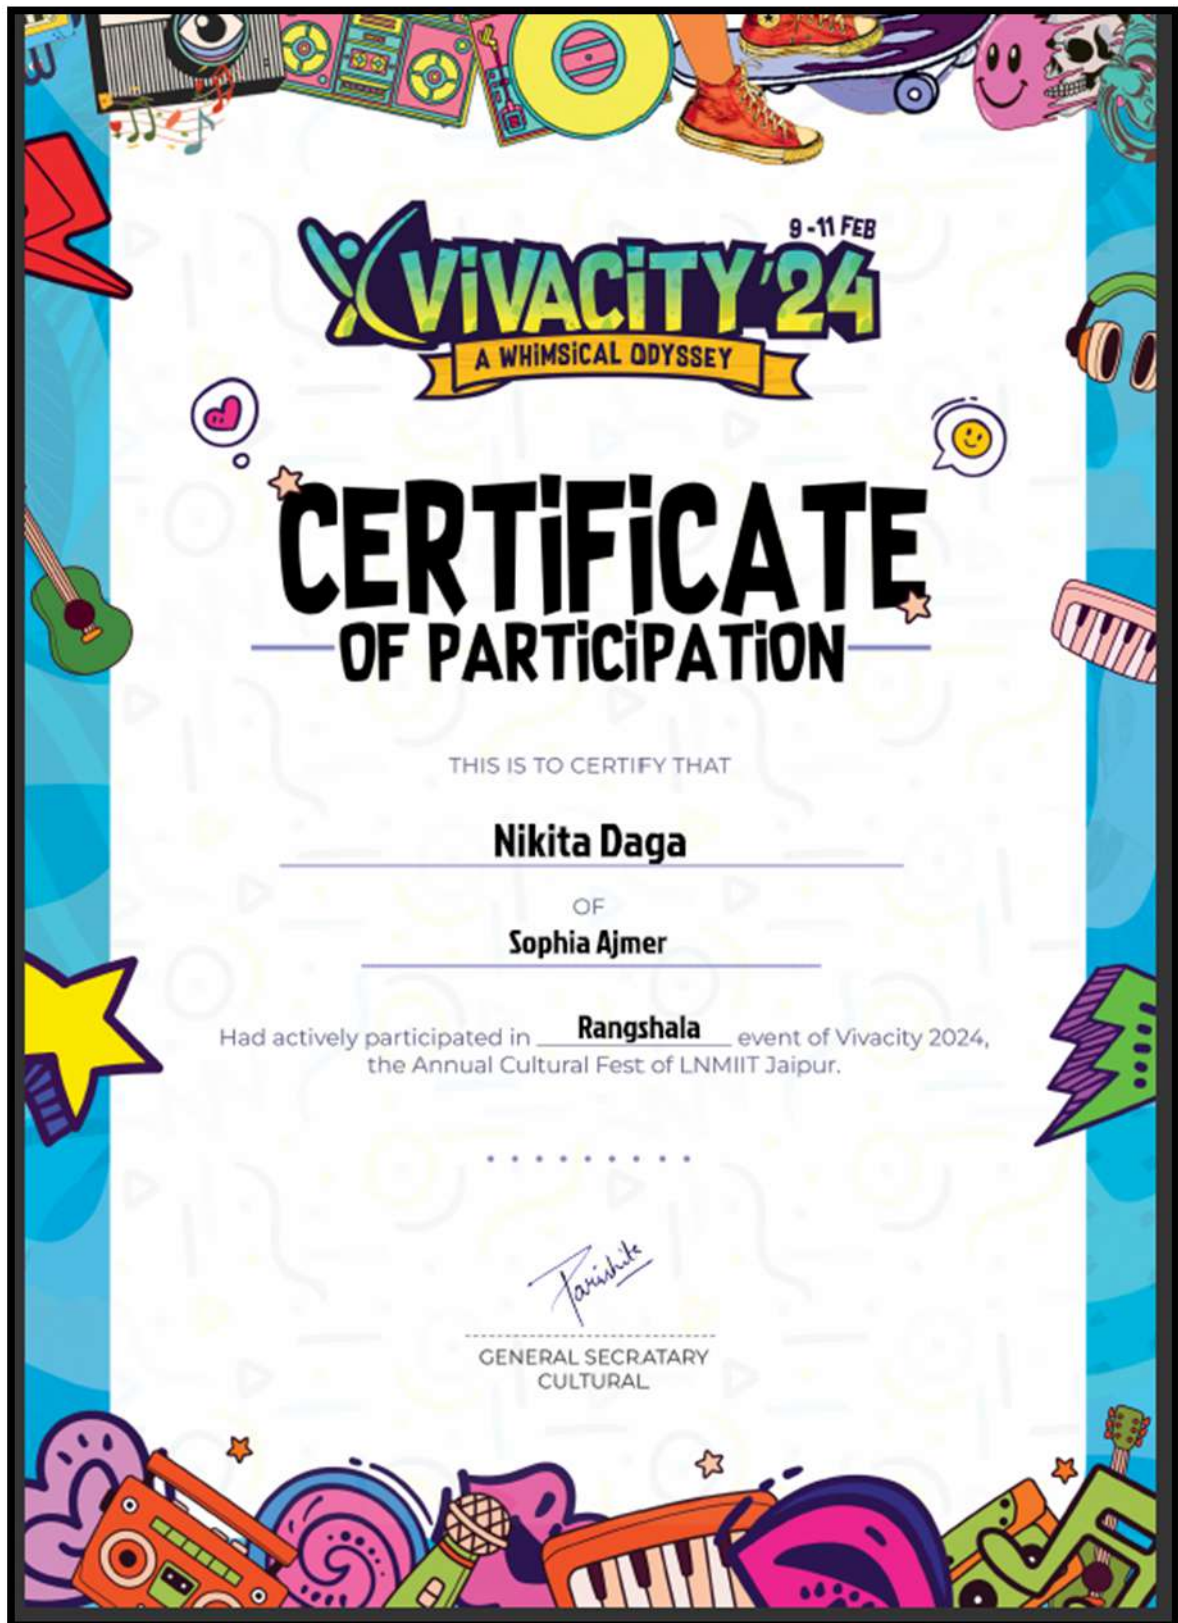 9 - 11 FEB
ViVACiTY '24
A WHiMSiCAL ODYSSEY
CERTiFiCATE
OF PARTiCiPATiON
THIS IS TO CERTIFY THAT
Nikita Daga
OF
Sophia Ajmer
Had actively participated in Rangshala event of Vivacity 2024,
the Annual Cultural Fest of LNMIIT Jaipur.
Parishite
GENERAL SECRATARY
CULTURAL